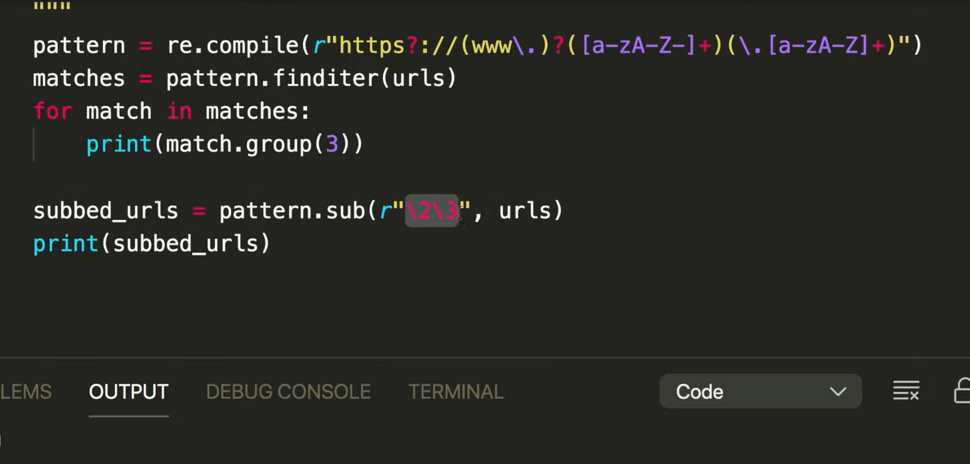 """
pattern = re.compile(r"https?://(www\.)?([a-zA-Z-]+)(\.[a-zA-Z]+)")
matches = pattern.finditer(urls)
for match in matches:
    print(match.group(3))
subbed_urls = pattern.sub(r"\2\3", urls)
print(subbed_urls)
LEMS OUTPUT DEBUG CONSOLE TERMINAL Code